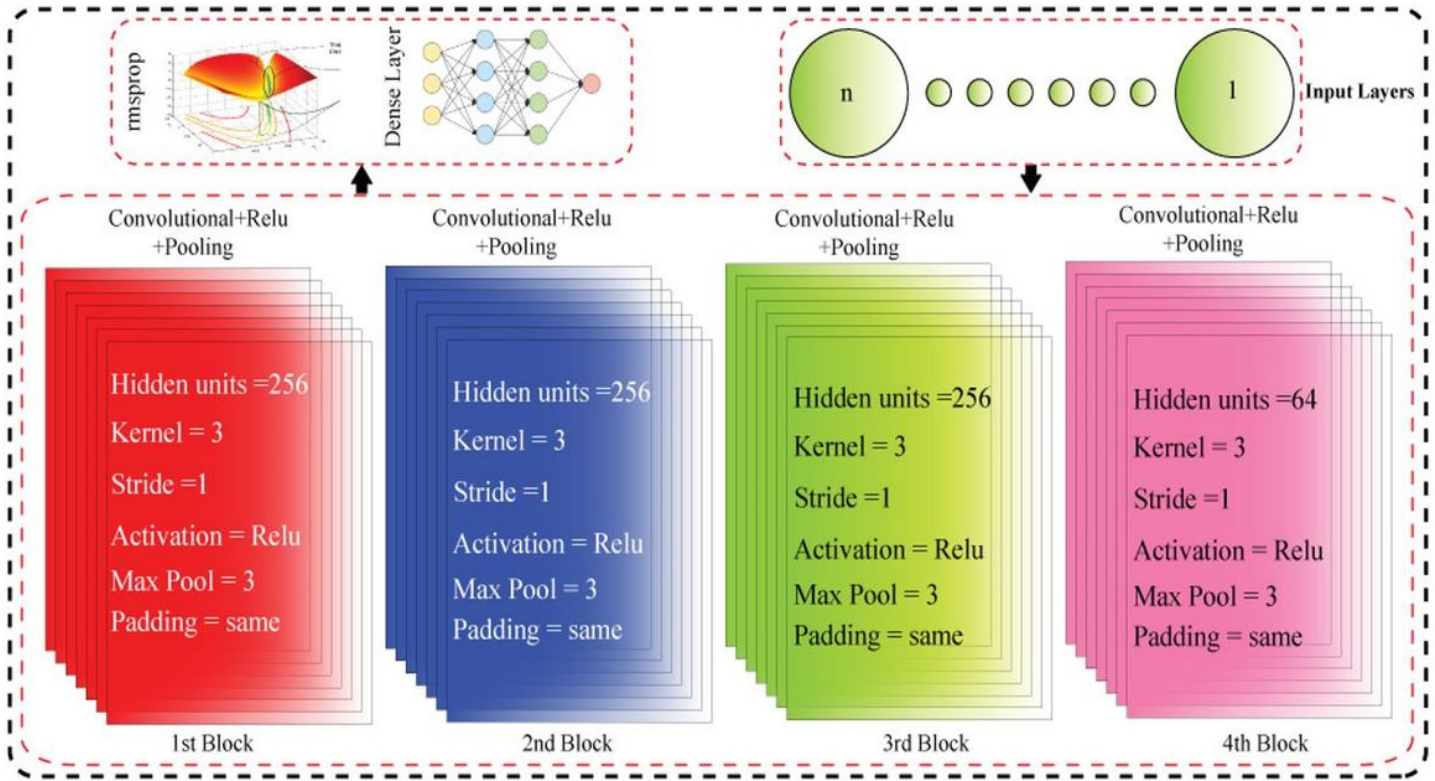 rmsprop
Dense Layer
n
1
Input Layers
Convolutional+Relu
+Pooling
Hidden units =256
Kernel = 3
Stride =1
Activation = Relu
Max Pool = 3
Padding = same
1st Block
Convolutional+Relu
+Pooling
Hidden units =256
Kernel = 3
Stride =1
Activation = Relu
Max Pool = 3
Padding = same
2nd Block
Convolutional+Relu
+Pooling
Hidden units =256
Kernel = 3
Stride =1
Activation = Relu
Max Pool = 3
Padding = same
3rd Block
Convolutional+Relu
+Pooling
Hidden units =64
Kernel = 3
Stride =1
Activation = Relu
Max Pool = 3
Padding = same
4th Block